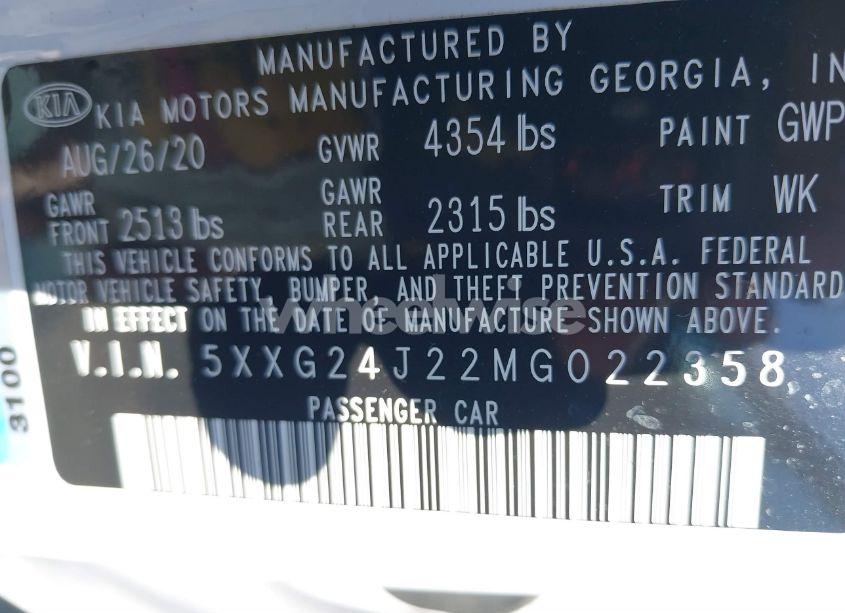 MANUFACTURED BY
KIA KIA MOTORS MANUFACTURING GEORGIA, IN
AUG/26/20 GVWR 4354 lbs PAINT GWP
GAWR FRONT 2513 lbs GAWR REAR 2315 lbs TRIM WK
THIS VEHICLE CONFORMS TO ALL APPLICABLE U.S.A. FEDERAL
MOTOR VEHICLE SAFETY, BUMPER, AND THEFT PREVENTION STANDARD
IN EFFECT ON THE DATE OF MANUFACTURE SHOWN ABOVE.
wheelwise
V.I.N. 5XXG24J22MG022358
PASSENGER CAR
3100